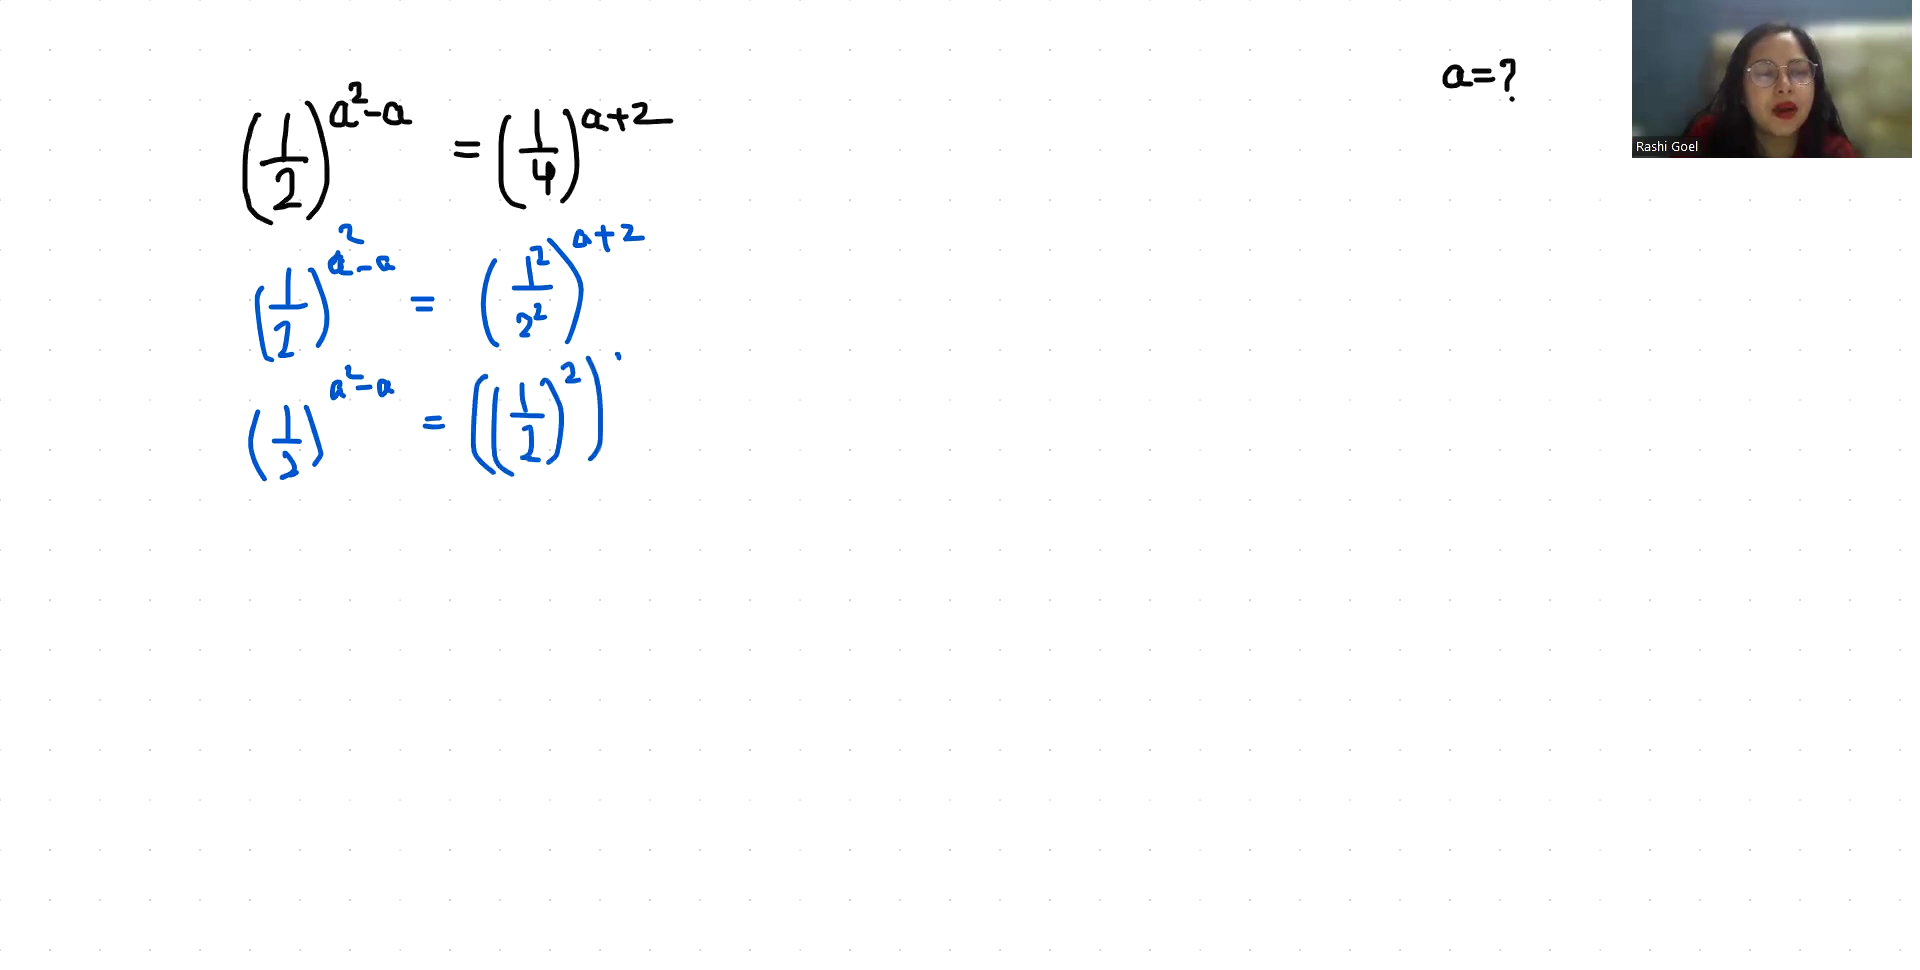 (1/2)^(a²-a) = (1/4)^(a+2)
a=?
Rashi Goel
(1/2)^(a²-a) = (1²/2²)^(a+2)
(1/2)^(a²-a) = ((1/2)²)